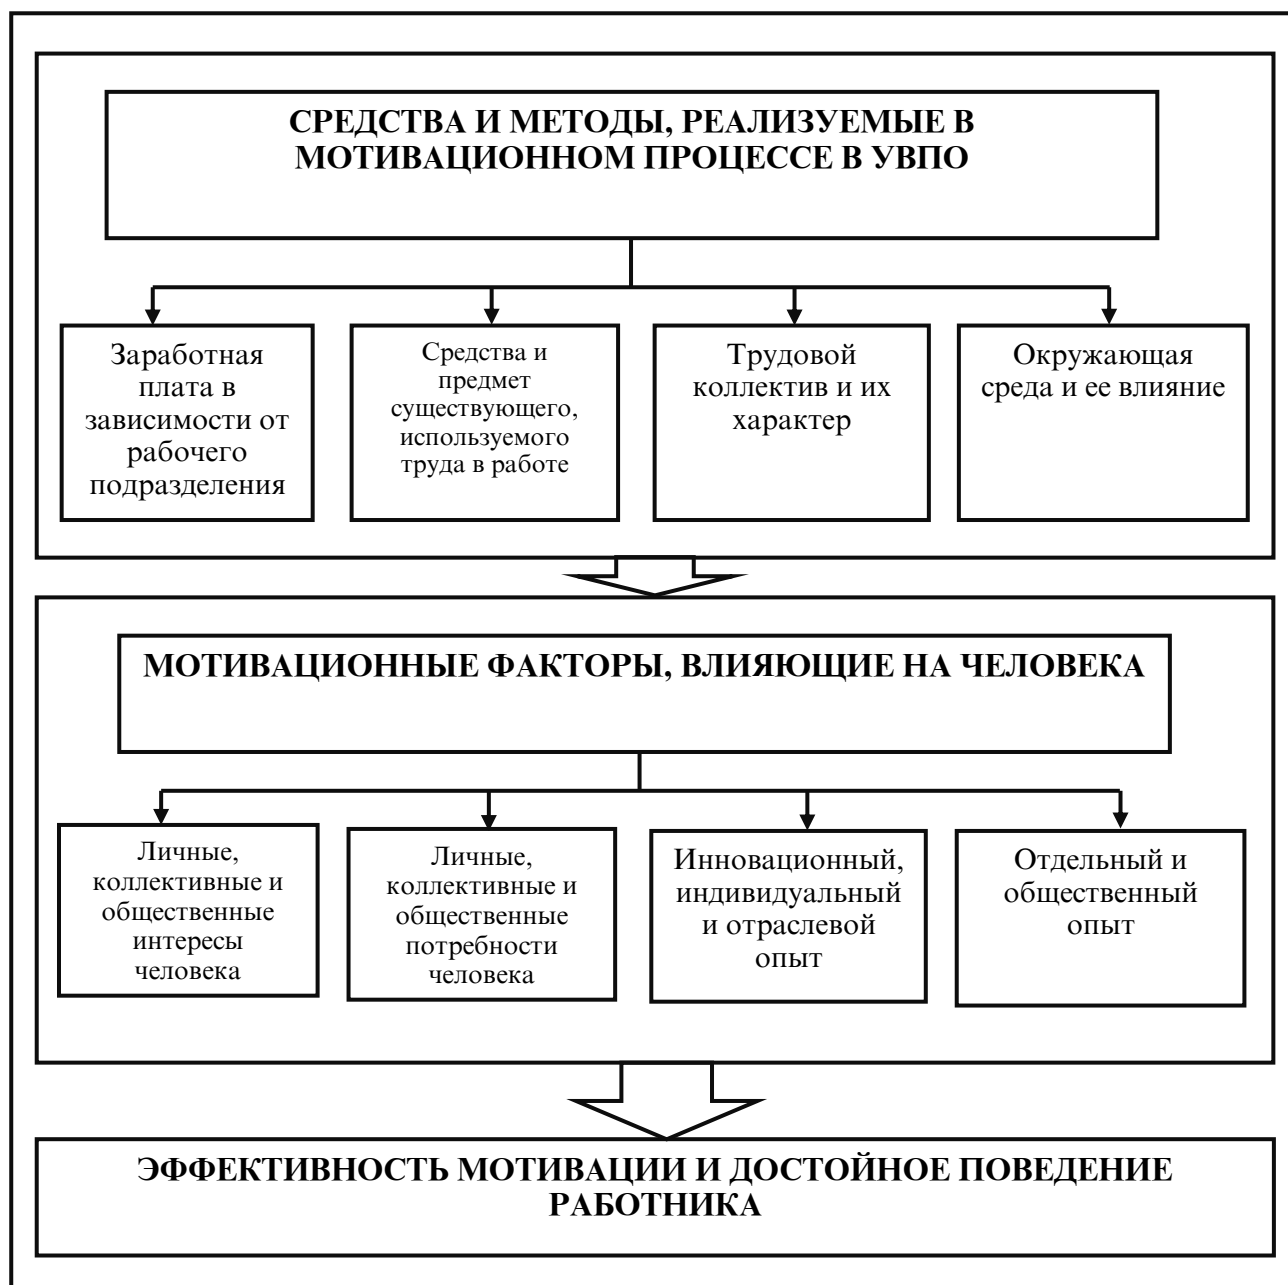 СРЕДСТВА И МЕТОДЫ, РЕАЛИЗУЕМЫЕ В
МОТИВАЦИОННОМ ПРОЦЕССЕ В УВПО
Заработная
плата в
зависимости от
рабочего
подразделения
Средства и
предмет
существующего,
используемого
труда в работе
Трудовой
коллектив и их
характер
Окружающая
среда и ее влияние
МОТИВАЦИОННЫЕ ФАКТОРЫ, ВЛИЯЮЩИЕ НА ЧЕЛОВЕКА
Личные,
коллективные и
общественные
интересы
человека
Личные,
коллективные и
общественные
потребности
человека
Инновационный,
индивидуальный
и отраслевой
опыт
Отдельный и
общественный
опыт
ЭФФЕКТИВНОСТЬ МОТИВАЦИИ И ДОСТОЙНОЕ ПОВЕДЕНИЕ
РАБОТНИКА